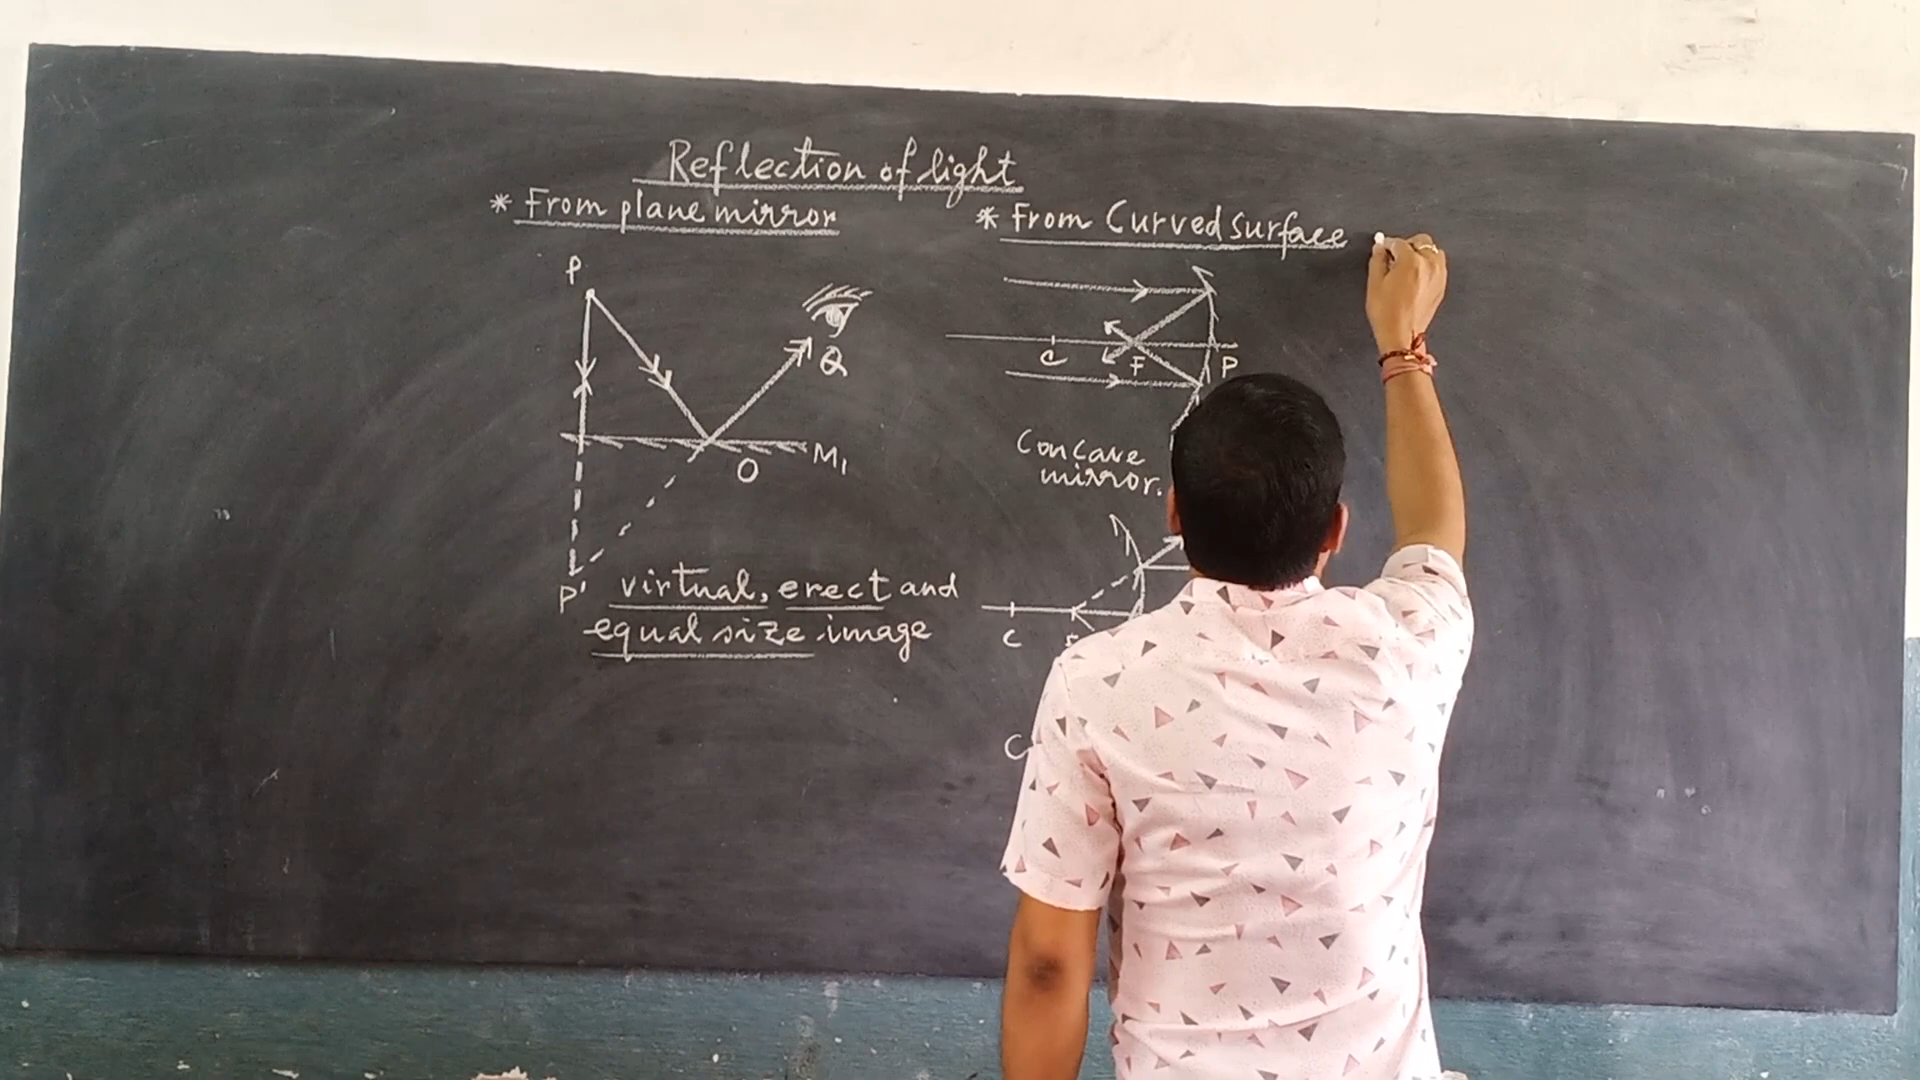 Reflection of light
* From plane mirror
P
Q
M1
O
P'
virtual, erect and
equal size image
* From Curved surface
C
F
P
Concave
mirror.
C
C